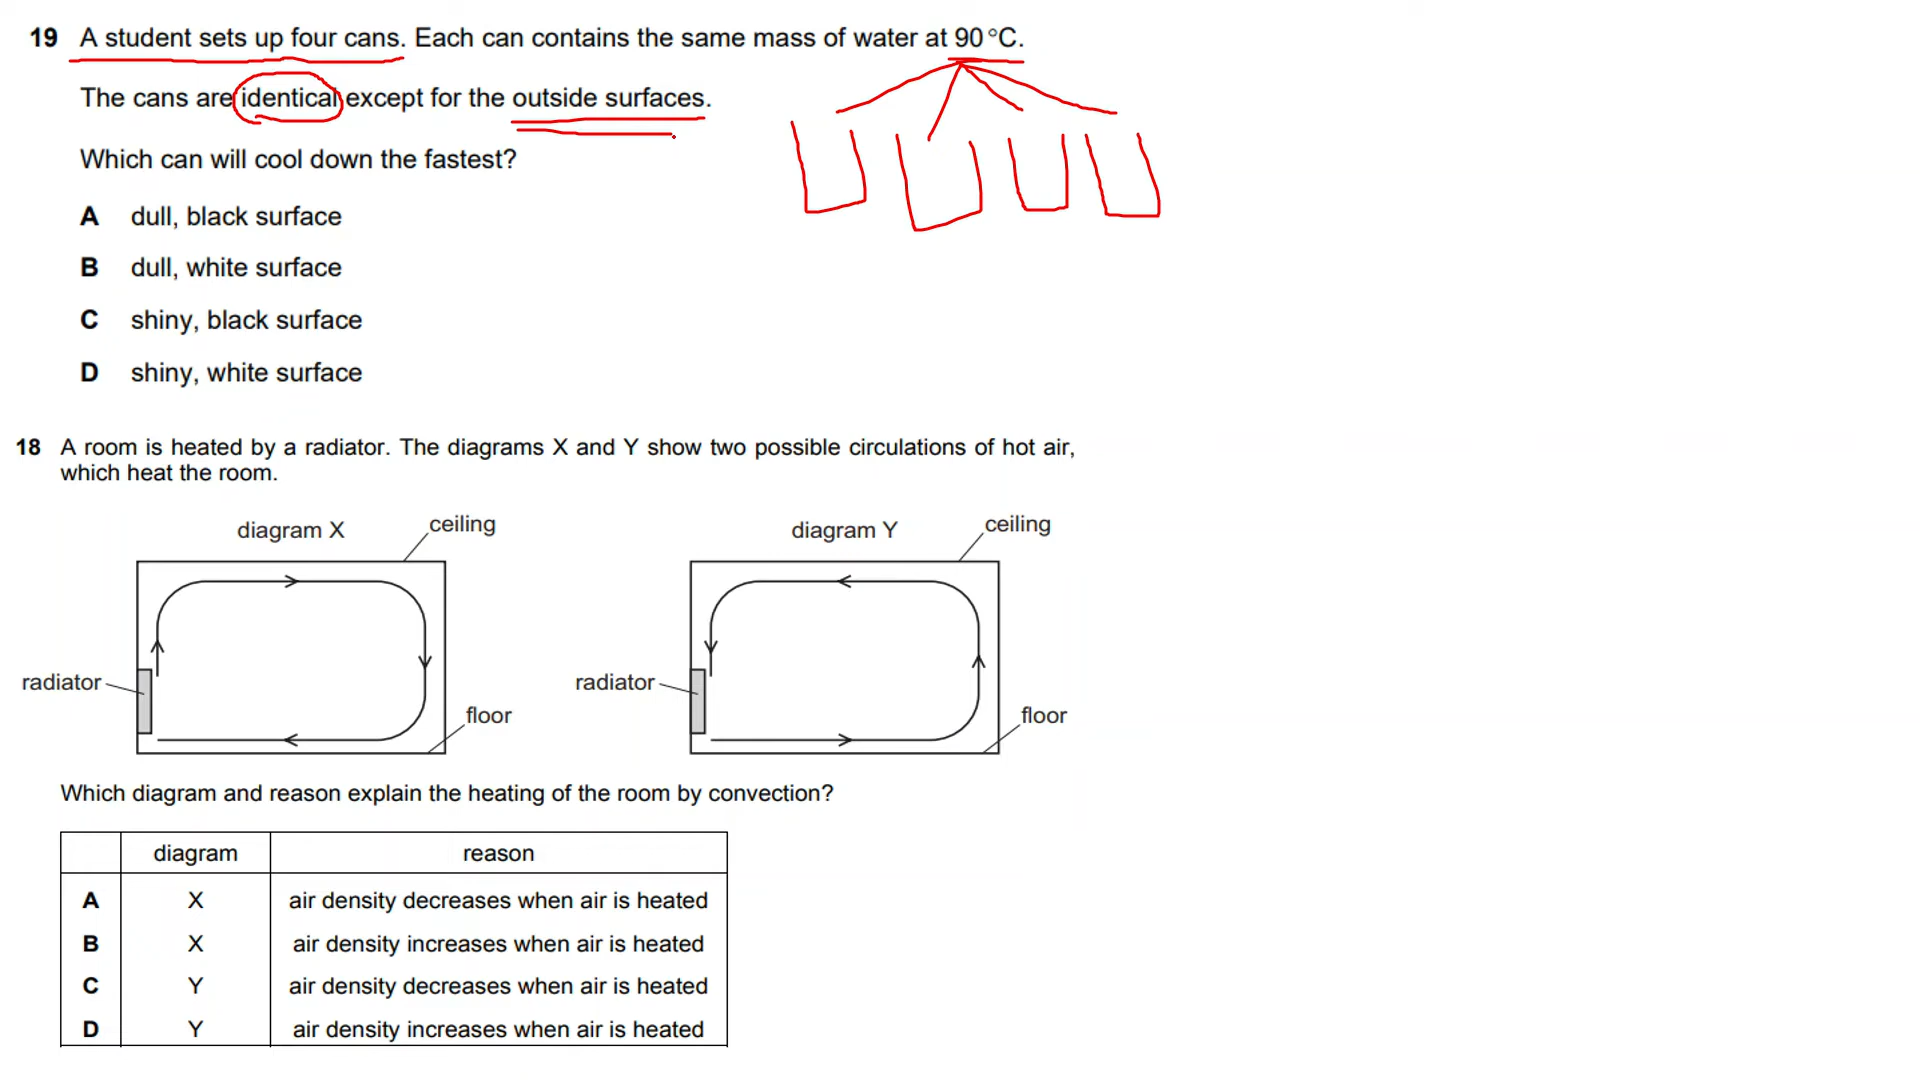 19 A student sets up four cans. Each can contains the same mass of water at 90 °C.
The cans are identical except for the outside surfaces.
Which can will cool down the fastest?
A dull, black surface
B dull, white surface
C shiny, black surface
D shiny, white surface
18 A room is heated by a radiator. The diagrams X and Y show two possible circulations of hot air,
which heat the room.
diagram X ceiling
radiator
floor
diagram Y ceiling
radiator
floor
Which diagram and reason explain the heating of the room by convection?
diagram reason
A X air density decreases when air is heated
B X air density increases when air is heated
C Y air density decreases when air is heated
D Y air density increases when air is heated